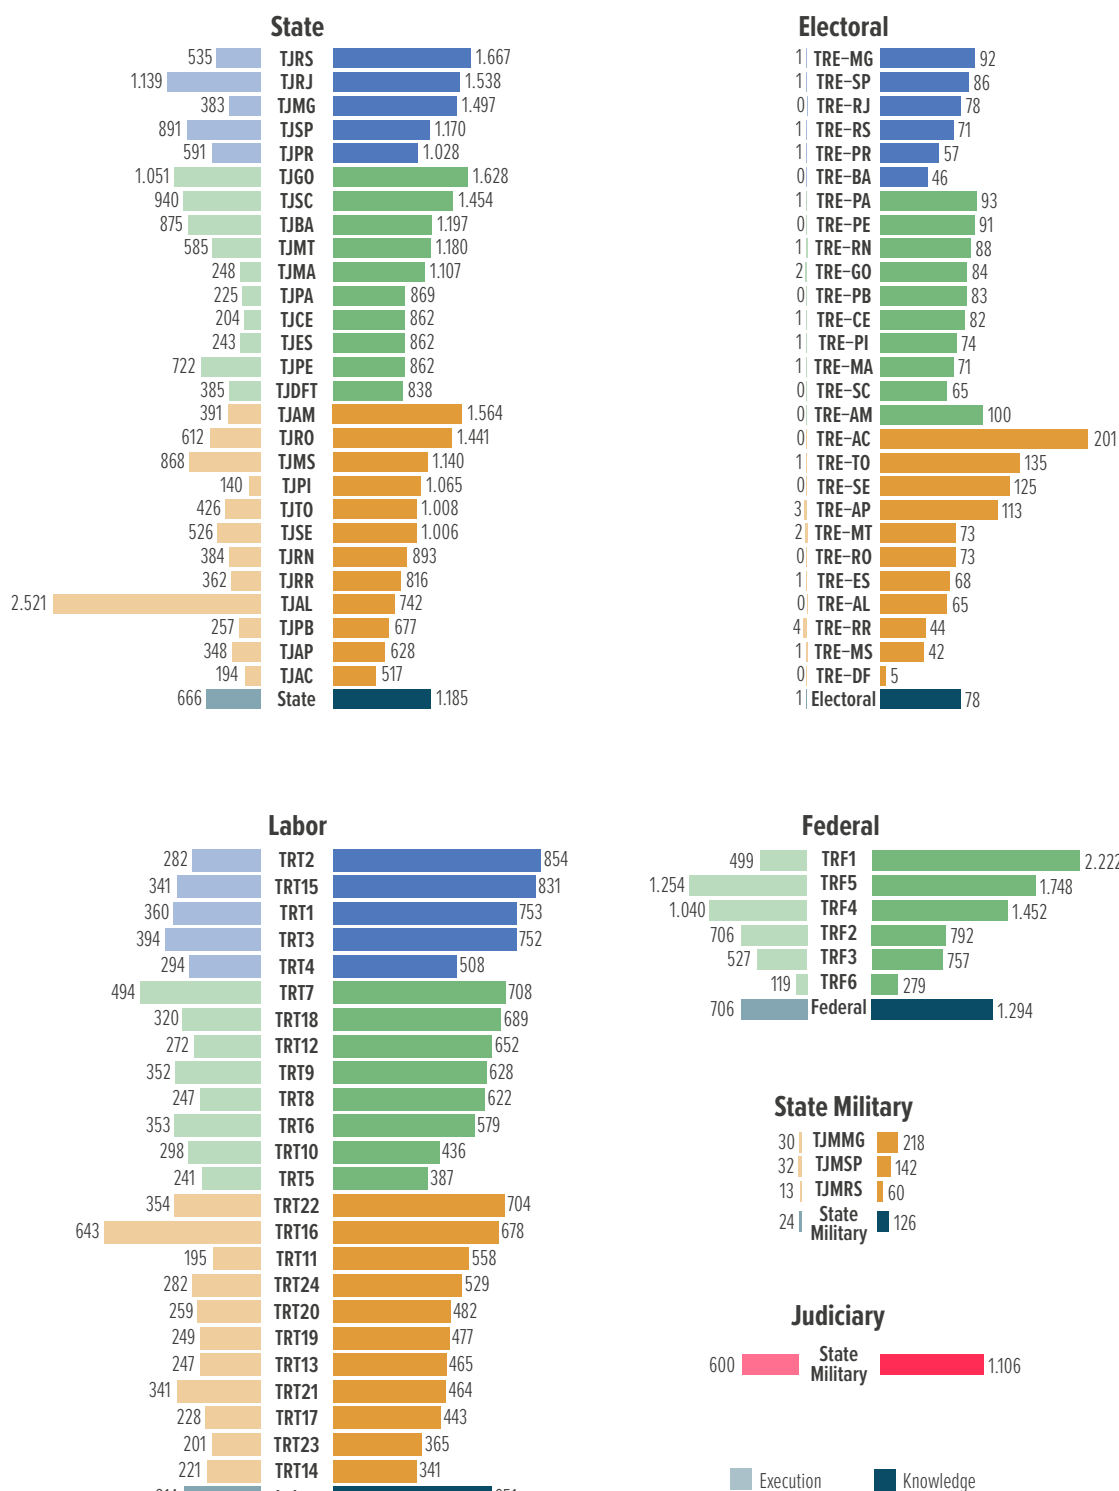 State
535 TJRS 1.667
1.139 TJRJ 1.538
383 TJMG 1.497
891 TJSP 1.170
591 TJPR 1.028
1.051 TJGO 1.628
940 TJSC 1.454
875 TJBA 1.197
585 TJMT 1.180
248 TJMA 1.107
225 TJPA 869
204 TJCE 862
243 TJES 862
722 TJPE 862
385 TJDFT 838
391 TJAM 1.564
612 TJRO 1.441
868 TJMS 1.140
140 TJPI 1.065
426 TJTO 1.008
526 TJSE 1.006
384 TJRN 893
362 TJRR 816
2.521 TJAL 742
257 TJPB 677
348 TJAP 628
194 TJAC 517
666 State 1.185
Electoral
1 TRE-MG 92
1 TRE-SP 86
0 TRE-RJ 78
1 TRE-RS 71
1 TRE-PR 57
0 TRE-BA 46
1 TRE-PA 93
0 TRE-PE 91
1 TRE-RN 88
2 TRE-GO 84
0 TRE-PB 83
1 TRE-CE 82
1 TRE-PI 74
1 TRE-MA 71
0 TRE-SC 65
0 TRE-AM 100
0 TRE-AC 201
1 TRE-TO 135
0 TRE-SE 125
3 TRE-AP 113
2 TRE-MT 73
0 TRE-RO 73
1 TRE-ES 68
0 TRE-AL 65
4 TRE-RR 44
1 TRE-MS 42
0 TRE-DF 5
1 Electoral 78
Labor
282 TRT2 854
341 TRT15 831
360 TRT1 753
394 TRT3 752
294 TRT4 508
494 TRT7 708
320 TRT18 689
272 TRT12 652
352 TRT9 628
247 TRT8 622
353 TRT6 579
298 TRT10 436
241 TRT5 387
354 TRT22 704
643 TRT16 678
195 TRT11 558
282 TRT24 529
259 TRT20 482
249 TRT19 477
247 TRT13 465
341 TRT21 464
228 TRT17 443
201 TRT23 365
221 TRT14 341
Federal
499 TRF1 2.222
1.254 TRF5 1.748
1.040 TRF4 1.452
706 TRF2 792
527 TRF3 757
119 TRF6 279
706 Federal 1.294
State Military
30 TJMMG 218
32 TJMSP 142
13 TJMRS 60
24 State Military 126
Judiciary
600 State Military 1.106
Execution Knowledge